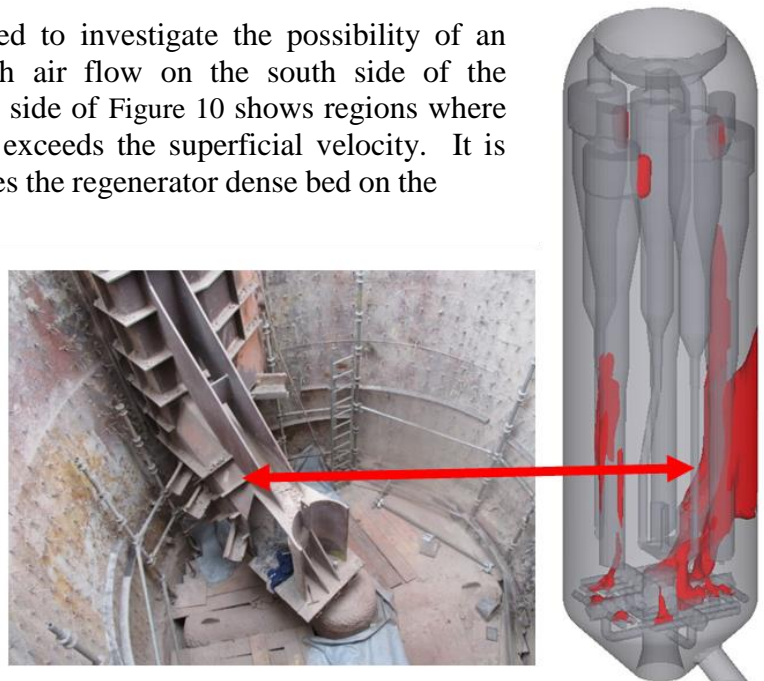 ed to investigate the possibility of an
h air flow on the south side of the
side of Figure 10 shows regions where
exceeds the superficial velocity. It is
es the regenerator dense bed on the